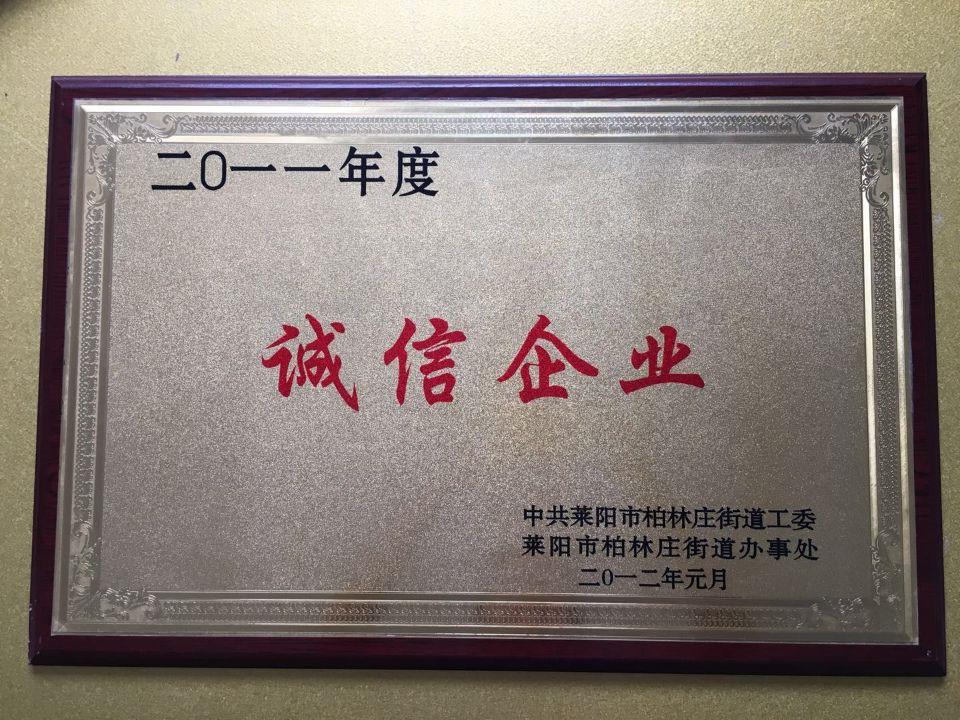 二0一一年度
诚信企业
中共莱阳市柏林庄街道工委
莱阳市柏林庄街道办事处
二0一二年元月